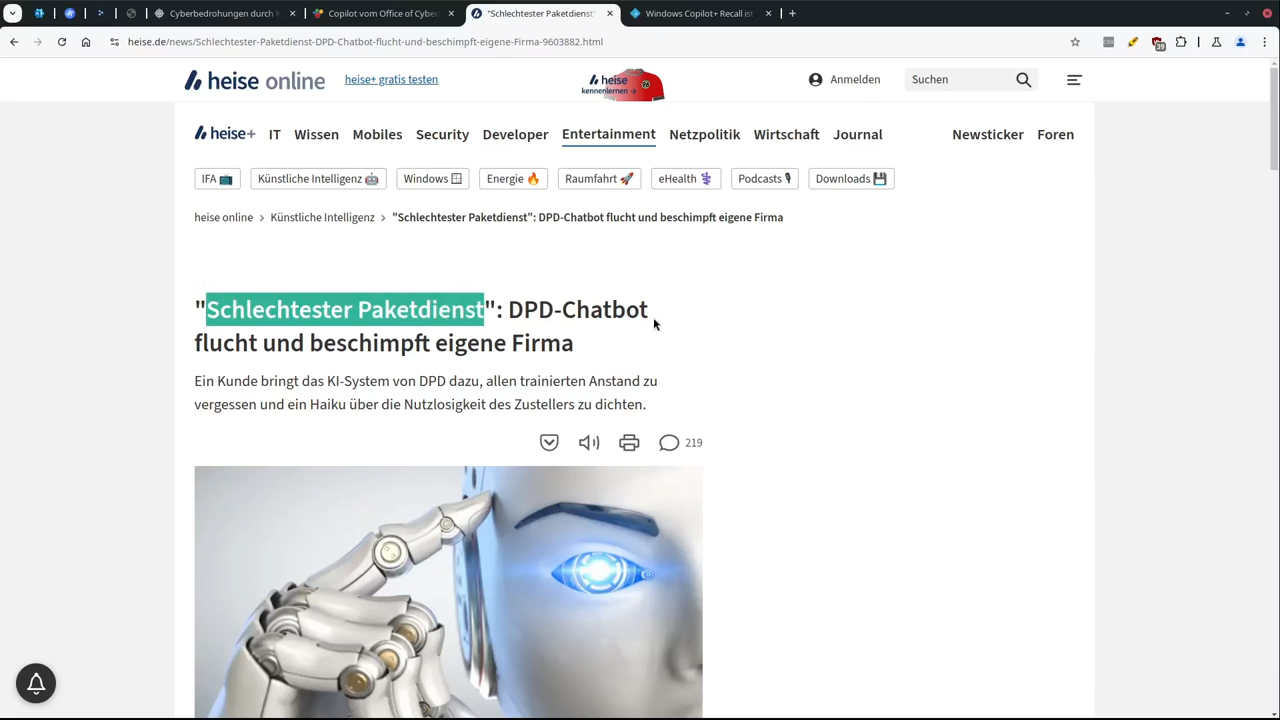 Cyberbedrohungen durch
Copilot vom Office of Cyber
"Schlechtester Paketdienst"
Windows Copilot+ Recall ist
heise.de/news/Schlechtester-Paketdienst-DPD-Chatbot-flucht-und-beschimpft-eigene-Firma-9603882.html
39
heise online
heise+ gratis testen
heise
kennenlernen →
Anmelden
Suchen
heise+
IT
Wissen
Mobiles
Security
Developer
Entertainment
Netzpolitik
Wirtschaft
Journal
Newsticker
Foren
IFA 📺
Künstliche Intelligenz 🤖
Windows 🪟
Energie 🔥
Raumfahrt 🚀
eHealth ⚕️
Podcasts 🎙️
Downloads 💾
heise online > Künstliche Intelligenz > "Schlechtester Paketdienst": DPD-Chatbot flucht und beschimpft eigene Firma
"Schlechtester Paketdienst": DPD-Chatbot
flucht und beschimpft eigene Firma
Ein Kunde bringt das KI-System von DPD dazu, allen trainierten Anstand zu
vergessen und ein Haiku über die Nutzlosigkeit des Zustellers zu dichten.
219